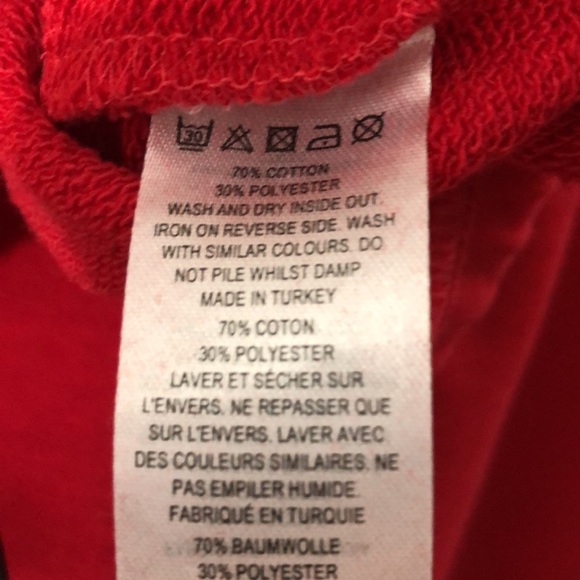 30
70% COTTON
30% POLYESTER
WASH AND DRY INSIDE OUT.
IRON ON REVERSE SIDE. WASH
WITH SIMILAR COLOURS. DO
NOT PILE WHILST DAMP.
MADE IN TURKEY
70% COTON
30% POLYESTER
LAVER ET SÉCHER SUR
L'ENVERS. NE REPASSER QUE
SUR L'ENVERS. LAVER AVEC
DES COULEURS SIMILAIRES. NE
PAS EMPILER HUMIDE.
FABRIQUÉ EN TURQUIE
70% BAUMWOLLE
30% POLYESTER